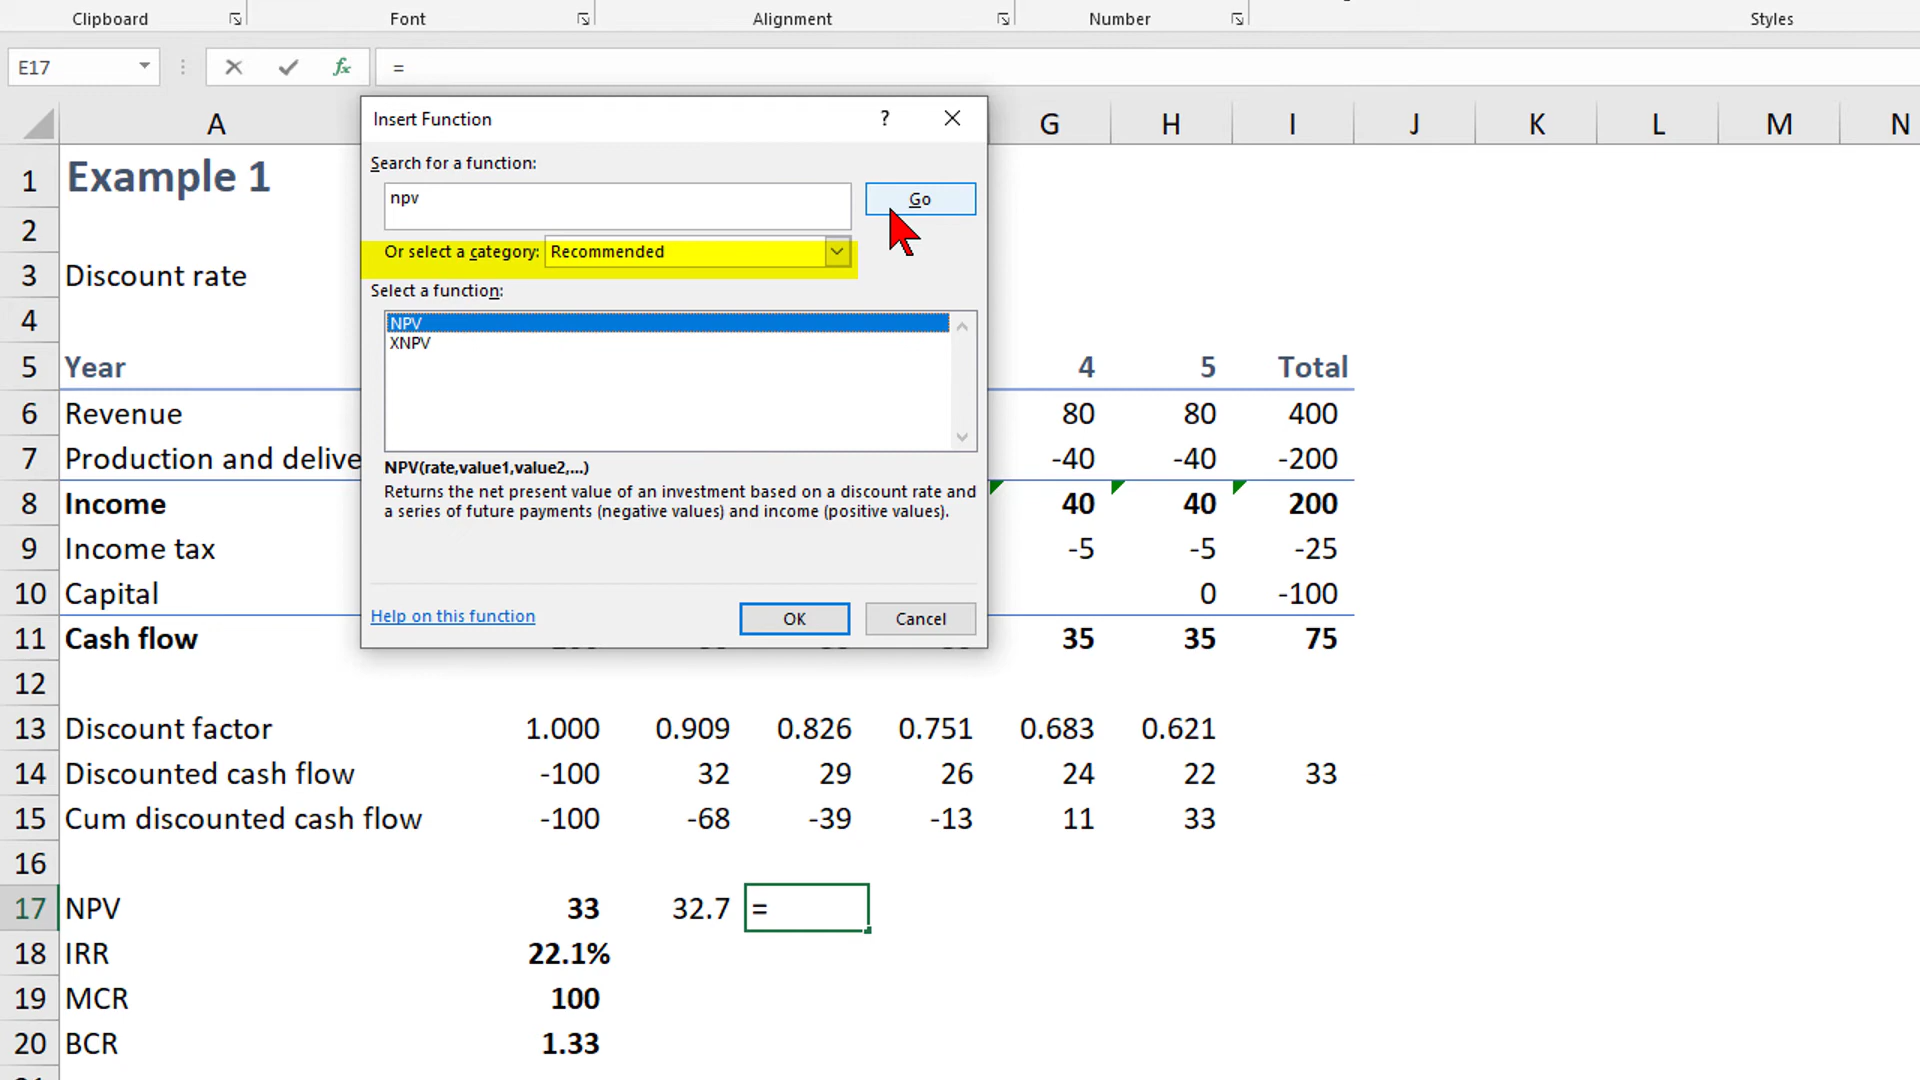 Clipboard Font Alignment Number Styles
E17 fx =
Insert Function ?
A G H I J K L M N
Search for a function:
1 Example 1 npv Go
2 Or select a category: Recommended
3 Discount rate Select a function:
4 NPV
XNPV
5 Year 4 5 Total
6 Revenue 80 80 400
7 Production and delive -40 -40 -200
NPV(rate,value1,value2,...)
Returns the net present value of an investment based on a discount rate and
a series of future payments (negative values) and income (positive values).
8 Income 40 40 200
9 Income tax -5 -5 -25
10 Capital 0 -100
Help on this function OK Cancel
11 Cash flow 35 35 75
12
13 Discount factor 1.000 0.909 0.826 0.751 0.683 0.621
14 Discounted cash flow -100 32 29 26 24 22 33
15 Cum discounted cash flow -100 -68 -39 -13 11 33
16
17 NPV 33 32.7 =
18 IRR 22.1%
19 MCR 100
20 BCR 1.33